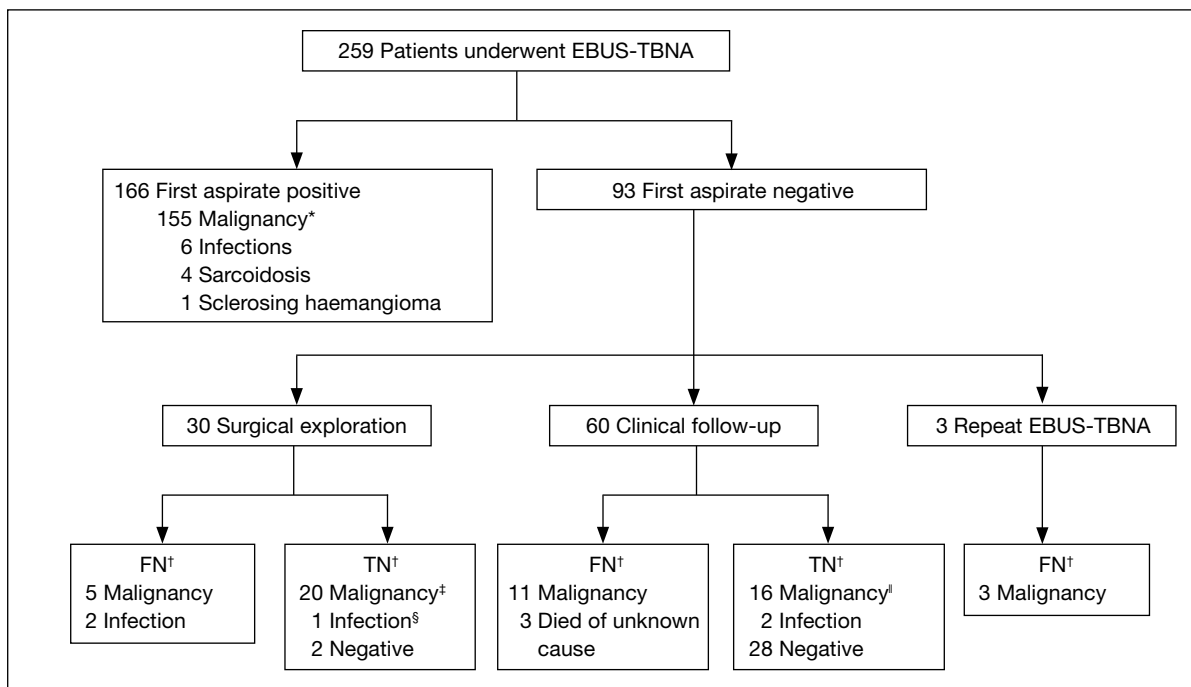 259 Patients underwent EBUS-TBNA
166 First aspirate positive
155 Malignancy*
6 Infections
4 Sarcoidosis
1 Sclerosing haemangioma
93 First aspirate negative
30 Surgical exploration
60 Clinical follow-up
3 Repeat EBUS-TBNA
FN†
5 Malignancy
2 Infection
TN†
20 Malignancy‡
1 Infection§
2 Negative
FN†
11 Malignancy
3 Died of unknown
cause
TN†
16 Malignancy‖
2 Infection
28 Negative
FN†
3 Malignancy